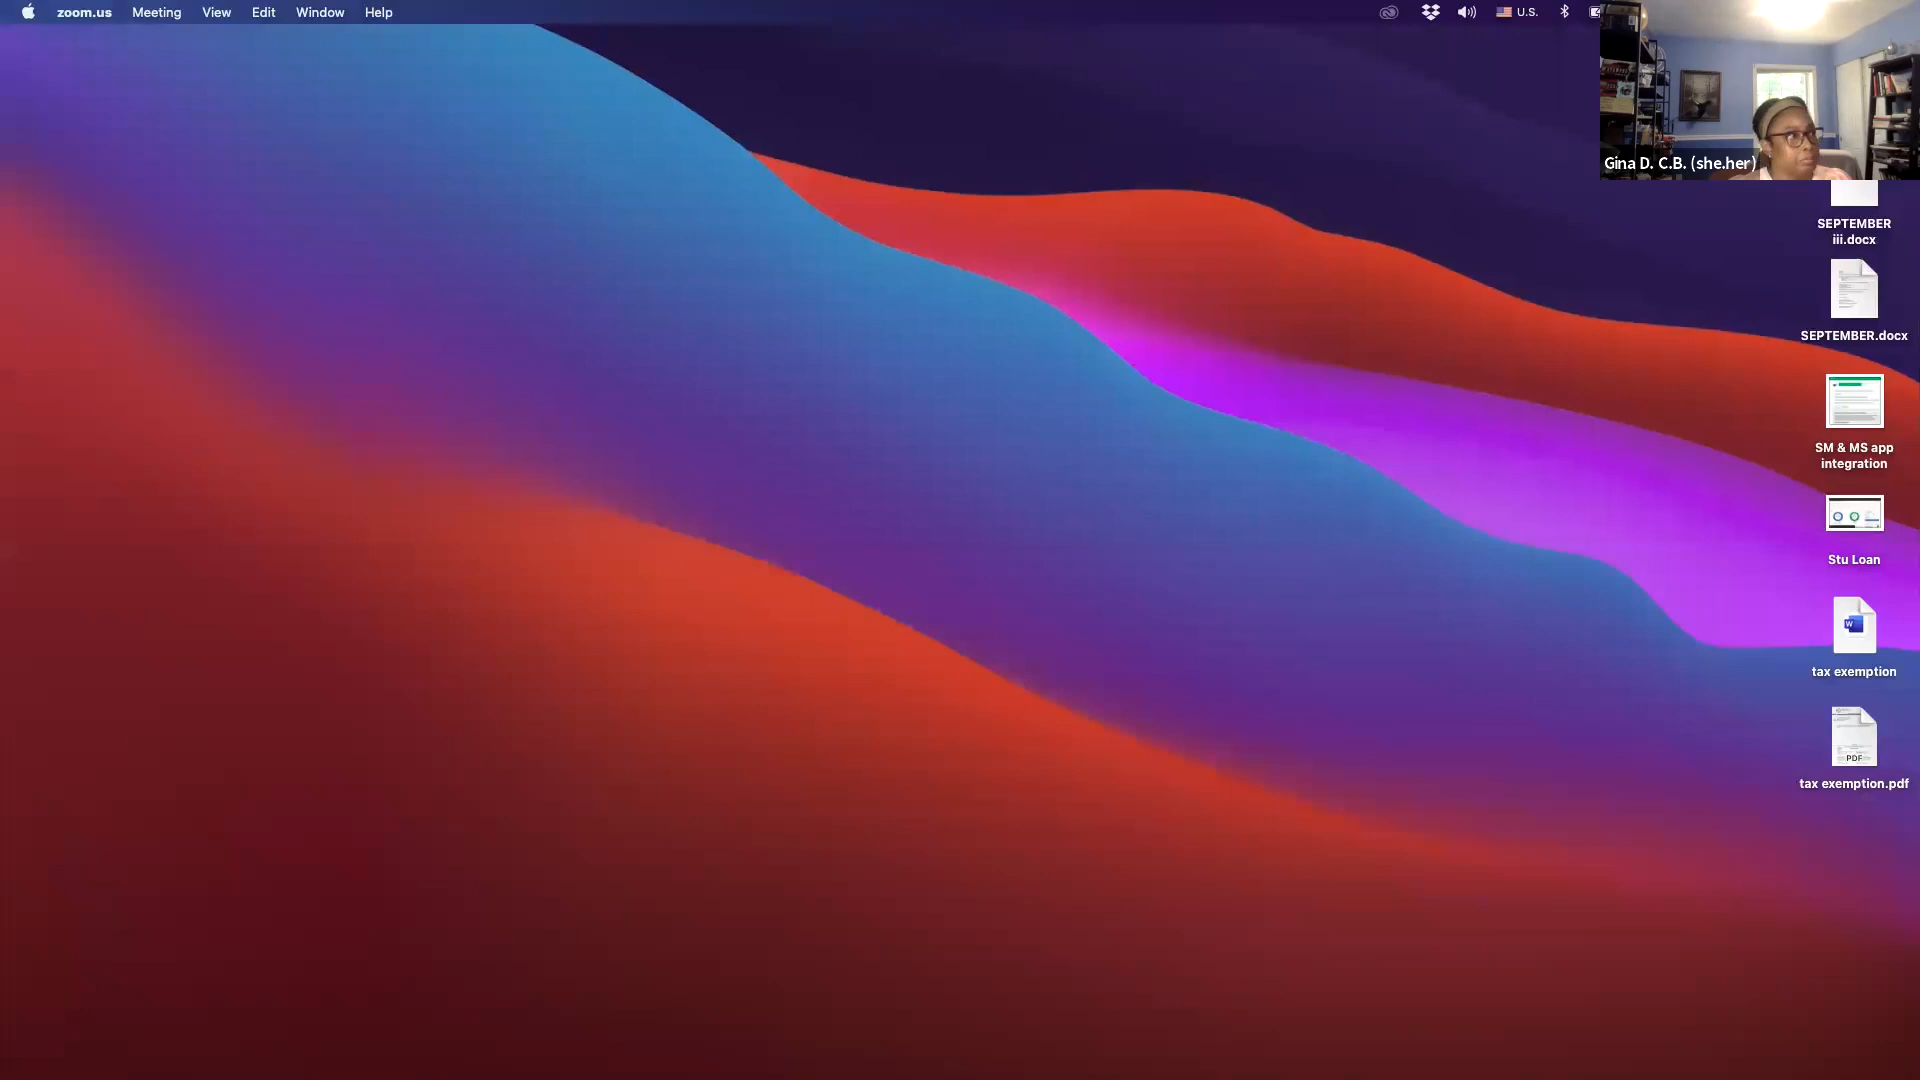 zoom.us Meeting View Edit Window Help
U.S.
Gina D. C.B. (she.her)
SEPTEMBER
iii.docx
SEPTEMBER.docx
SM & MS app
integration
Stu Loan
W
tax exemption
PDF
tax exemption.pdf